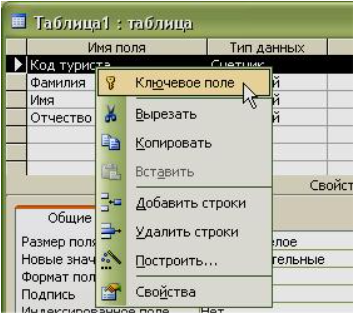 Таблица1 : таблица
Имя поля Тип данных
Код туриста Счетчик
Фамилия й
Имя й
Отчество й
Ключевое поле
Вырезать
Копировать
Вставить
Добавить строки
Удалить строки
Построить...
Свойства
Свойст
Общие
Размер поля елое
Новые знач тельные
Формат пол
Подпись
Индексированное поле Нет